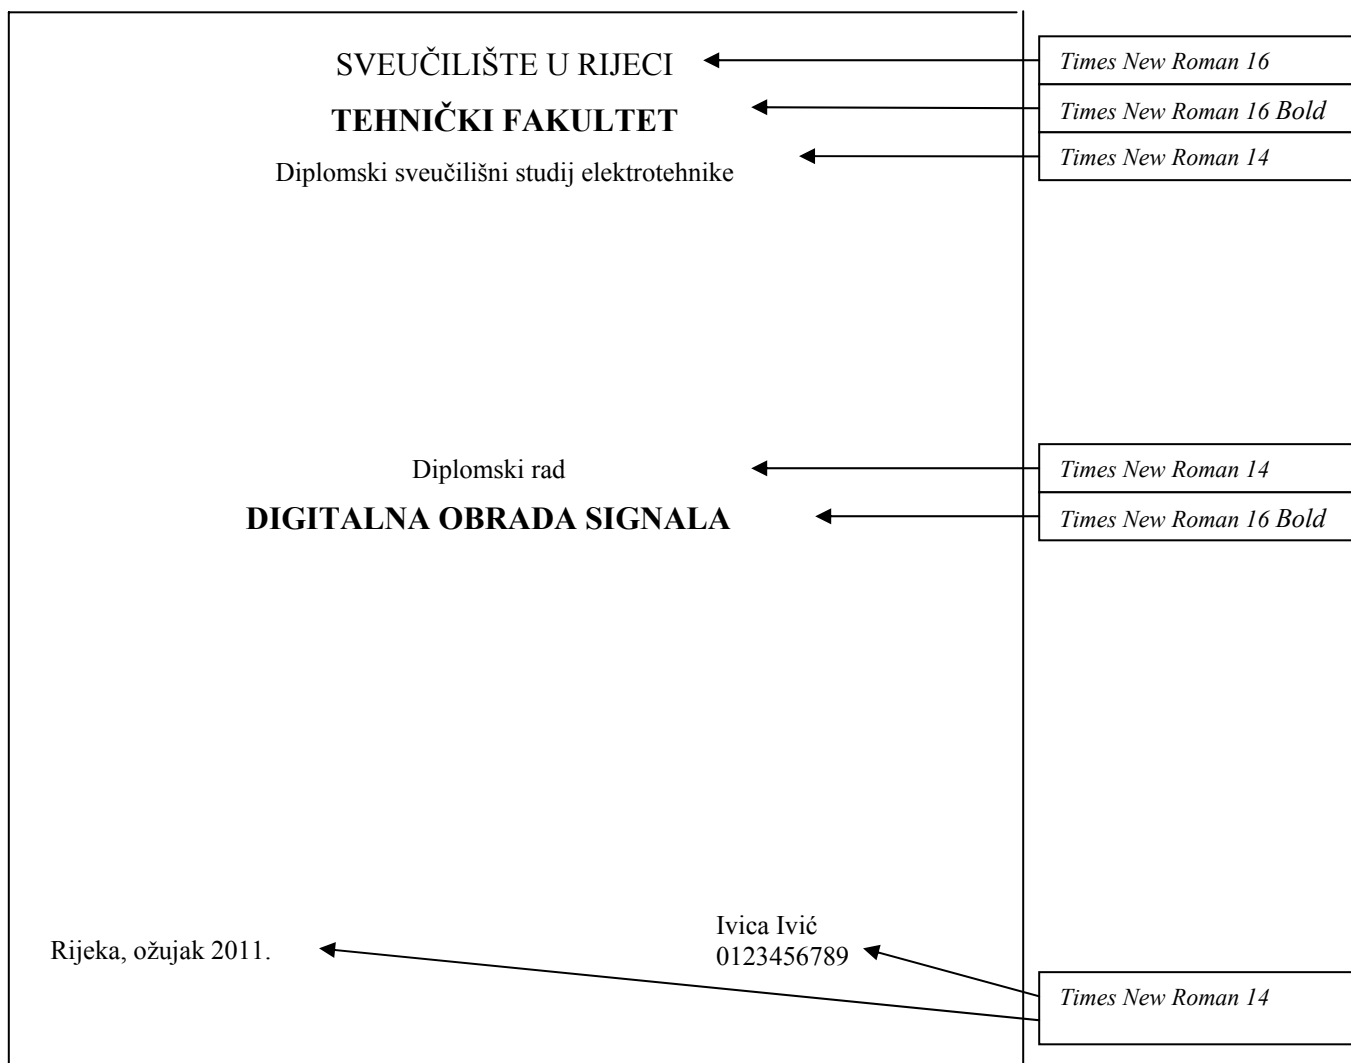 SVEUČILIŠTE U RIJECI
Times New Roman 16
TEHNIČKI FAKULTET
Times New Roman 16 Bold
Diplomski sveučilišni studij elektrotehnike
Times New Roman 14
Diplomski rad
Times New Roman 14
DIGITALNA OBRADA SIGNALA
Times New Roman 16 Bold
Rijeka, ožujak 2011.
Ivica Ivić
0123456789
Times New Roman 14